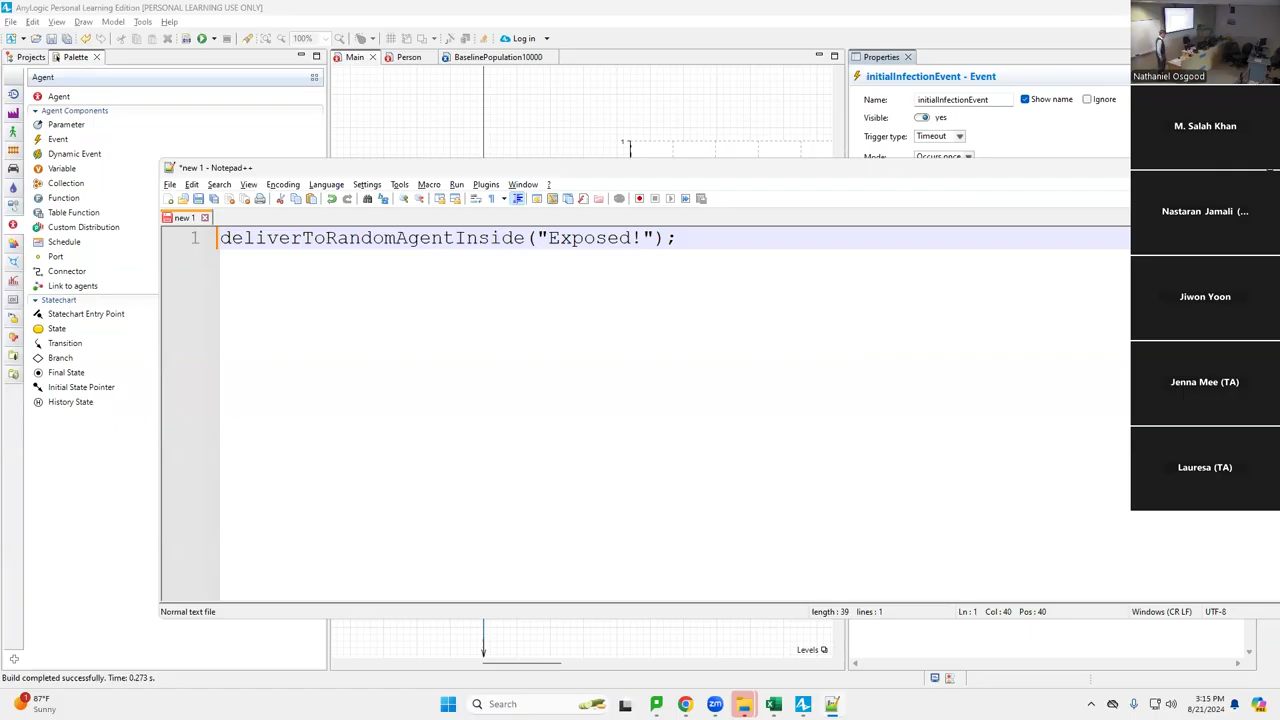 AnyLogic Personal Learning Edition [PERSONAL LEARNING USE ONLY]
File Edit View Draw Model Tools Help
100% Log in
Projects Palette Main Person BaselinePopulation10000 Properties
Agent
initialInfectionEvent - Event
Agent
Agent Components
Parameter
Event
Dynamic Event
Variable
Collection
Function
Table Function
Custom Distribution
Schedule
Port
Connector
Link to agents
Statechart
Statechart Entry Point
State
Transition
Branch
Final State
Initial State Pointer
History State
Name: initialInfectionEvent Show name Ignore
Visible: yes
Trigger type: Timeout
Mode: Occurs once
*new 1 - Notepad++
File Edit Search View Encoding Language Settings Tools Macro Run Plugins Window ?
new 1
1 deliverToRandomAgentInside("Exposed!");
Normal text file length : 39 lines : 1 Ln : 1 Col : 40 Pos : 40 Windows (CR LF) UTF-8
Levels
Build completed successfully. Time: 0.273 s.
Nathaniel Osgood
M. Salah Khan
Nastaran Jamali (...
Jiwon Yoon
Jenna Mee (TA)
Lauresa (TA)
1
87°F
Sunny
Search
zm
3:15 PM
8/21/2024